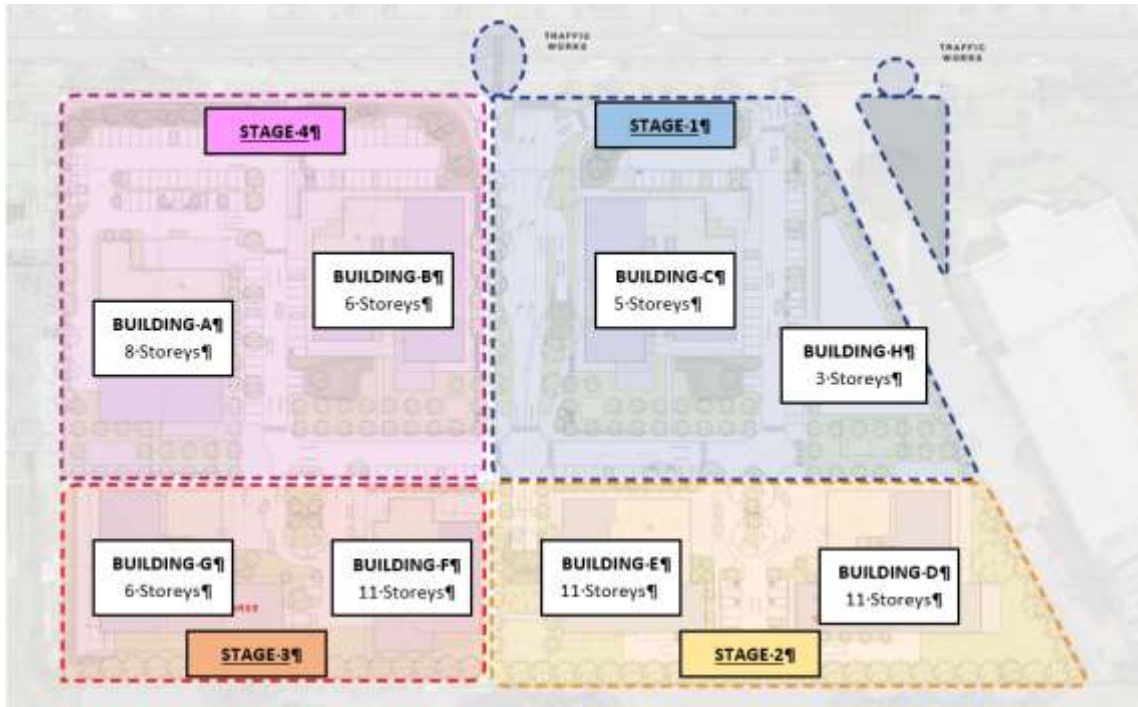 TRAFFIC
WORKS
TRAFFIC
WORKS
STAGE-4¶
STAGE-1¶
BUILDING·B¶
6·Storeys¶
BUILDING·C¶
5·Storeys¶
BUILDING·A¶
8·Storeys¶
BUILDING·H¶
3·Storeys¶
BUILDING·G¶
6·Storeys¶
BUILDING·F¶
11·Storeys¶
BUILDING·E¶
11·Storeys¶
BUILDING·D¶
11·Storeys¶
STAGE-3¶
STAGE-2¶